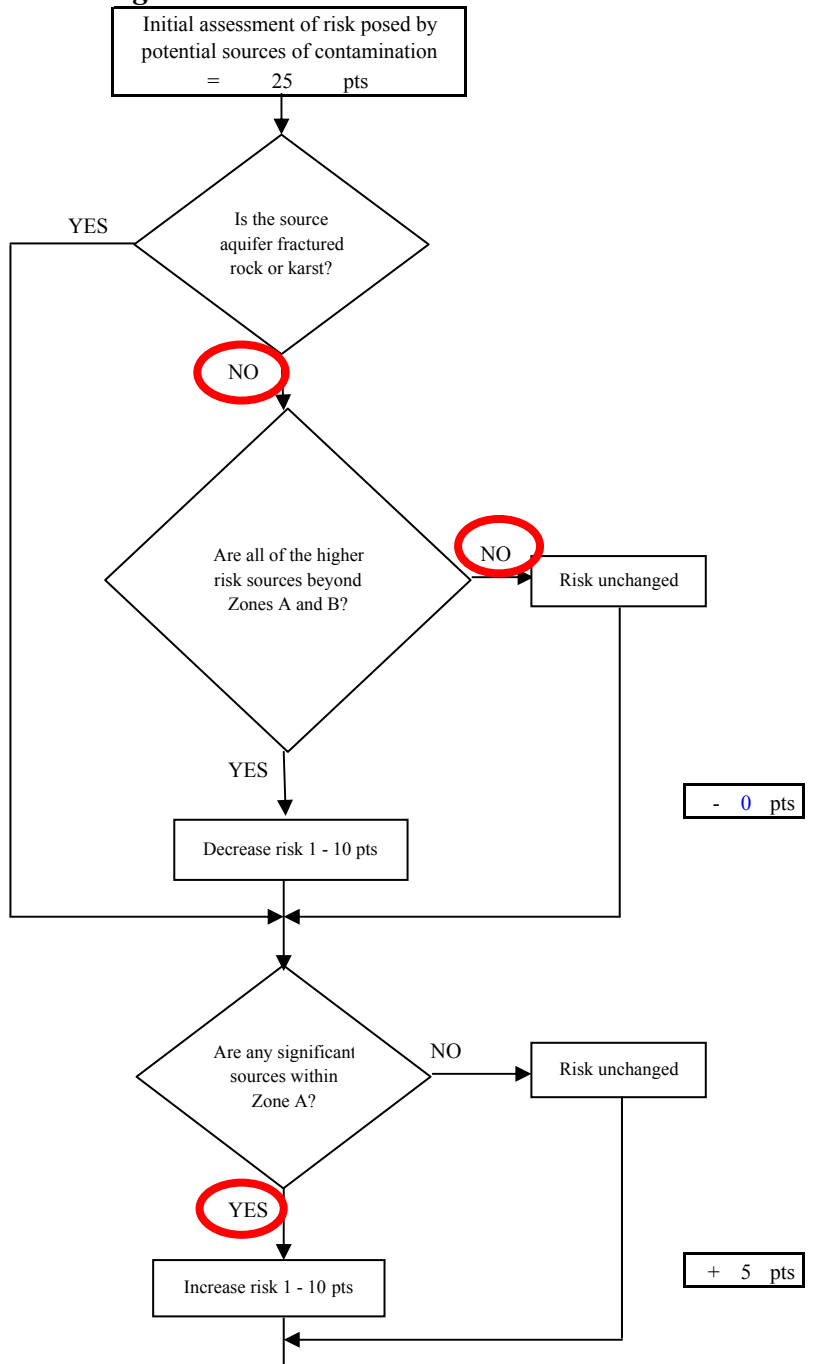 Initial assessment of risk posed by
potential sources of contamination
= 25 pts
YES
Is the source
aquifer fractured
rock or karst?
NO
Are all of the higher
risk sources beyond
Zones A and B?
NO
Risk unchanged
YES
- 0 pts
Decrease risk 1 - 10 pts
Are any significant
sources within
Zone A?
NO
Risk unchanged
YES
Increase risk 1 - 10 pts
+ 5 pts